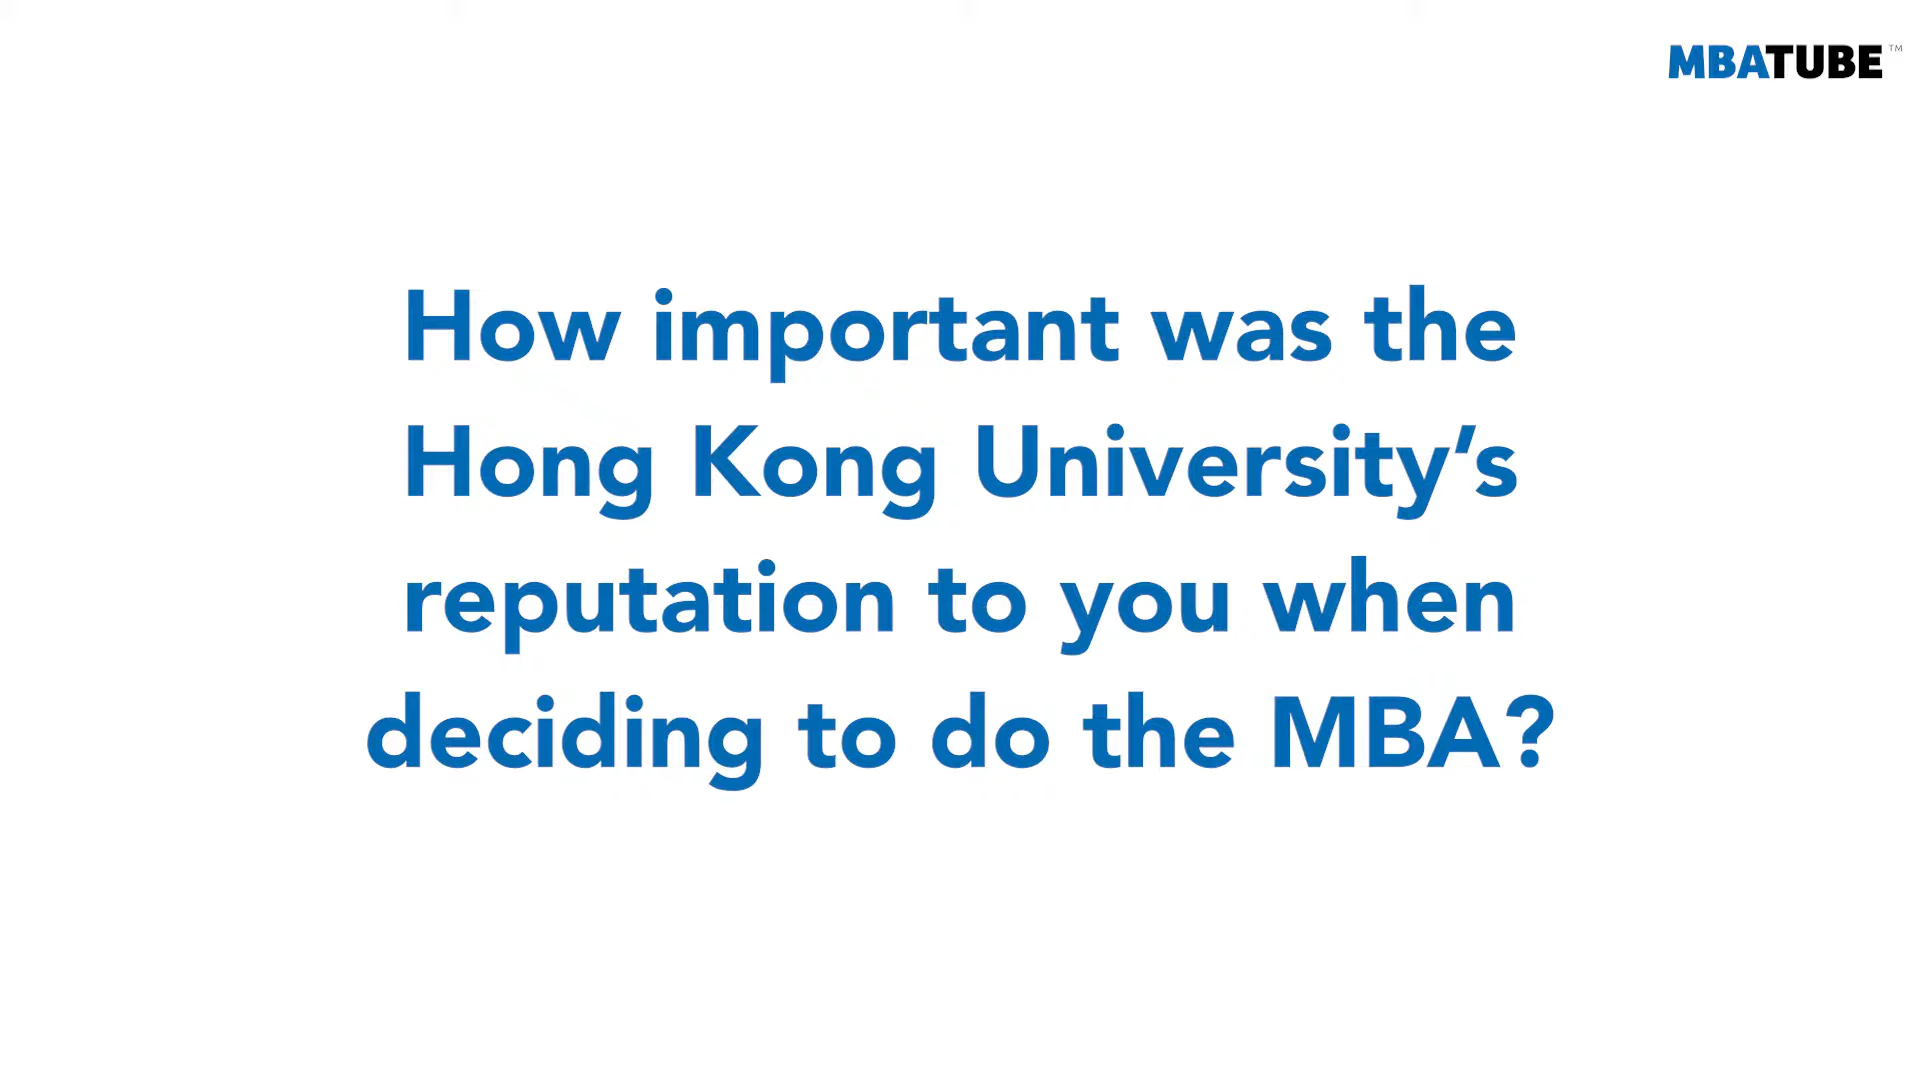 MBATUBE™
How important was the
Hong Kong University’s
reputation to you when
deciding to do the MBA?